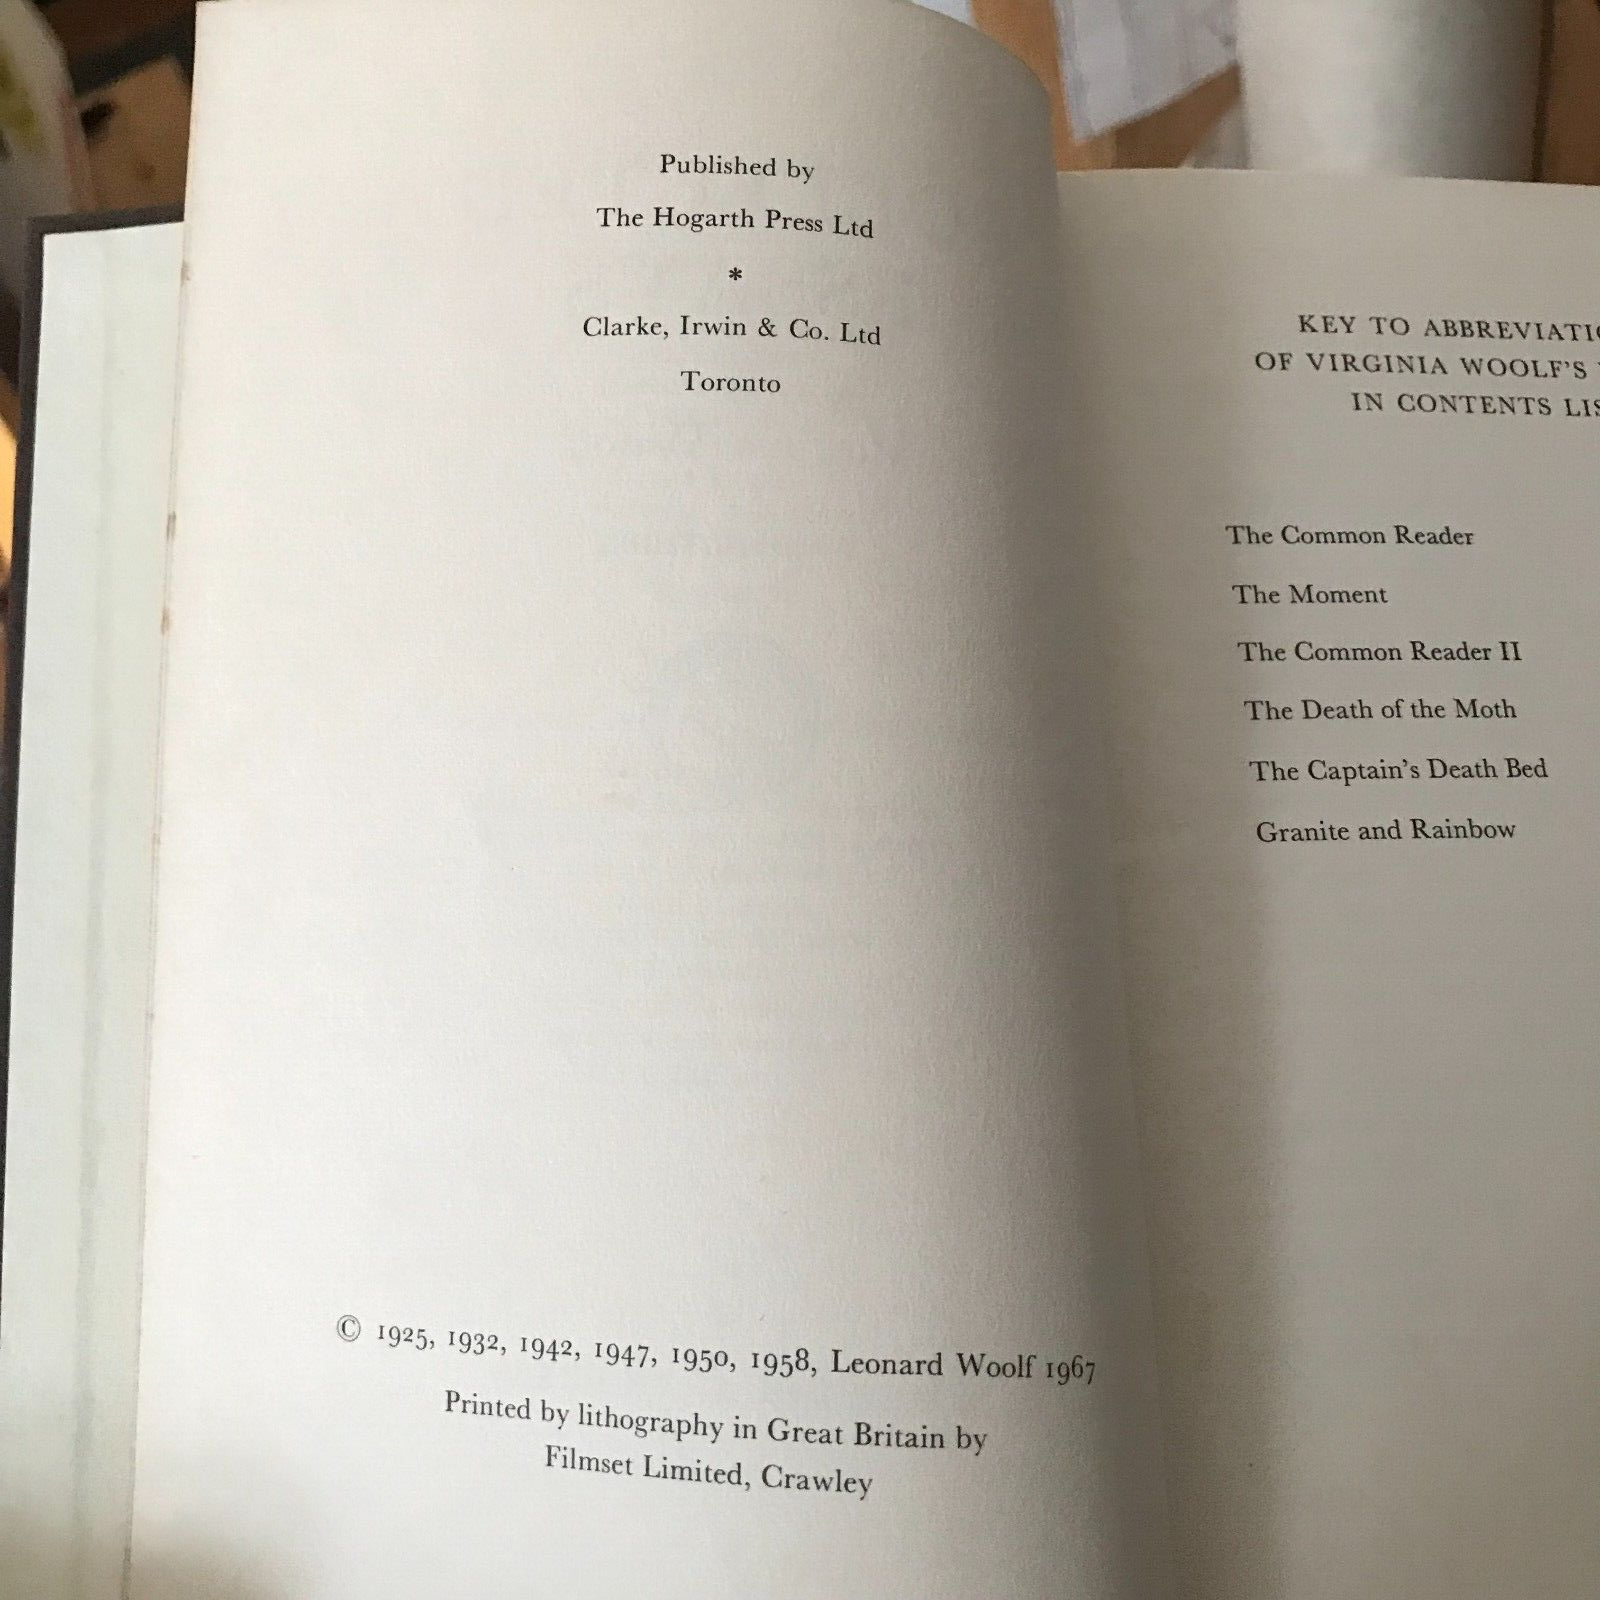 Published by
The Hogarth Press Ltd
*
Clarke, Irwin & Co. Ltd
Toronto
© 1925, 1932, 1942, 1947, 1950, 1958, Leonard Woolf 1967
Printed by lithography in Great Britain by
Filmset Limited, Crawley
KEY TO
OF VIRGINIA WOOLF'S
IN CONTENTS
The Common Reader
The Moment
The Common Reader II
The Death of the Moth
The Captain's Death Bed
Granite and Rainbow